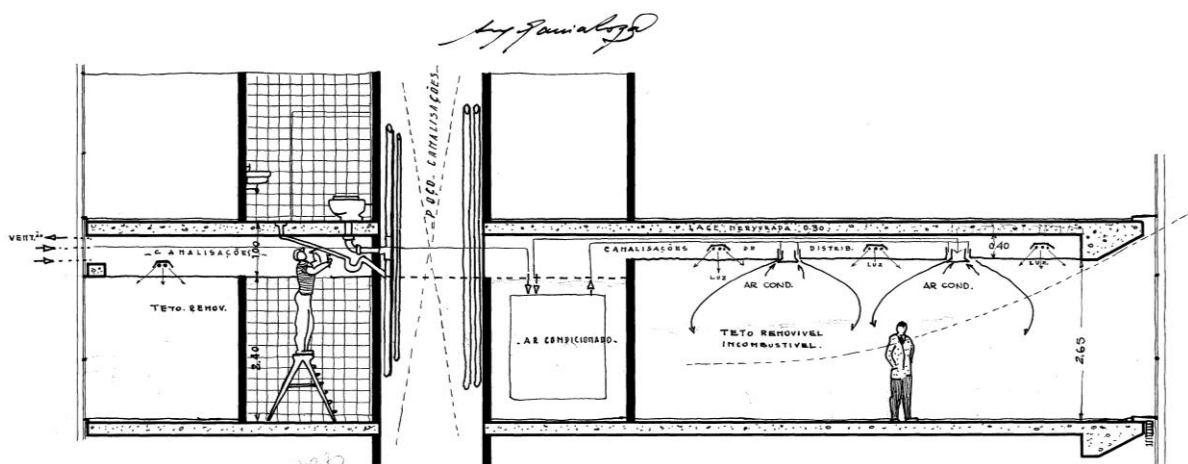 POÇO CANALISAÇÕES
LAGE NERVURADA 0.30
VENT.
CANALISAÇÕES
1.00
CANALISAÇÕES DE DISTRIB.
0.40
LUZ
LUZ
LUZ
AR COND.
AR COND.
TETO. REMOV.
AR CONDICIONADO
TETO REMOVIVEL
INCOMBUSTIVEL.
2.40
2.65